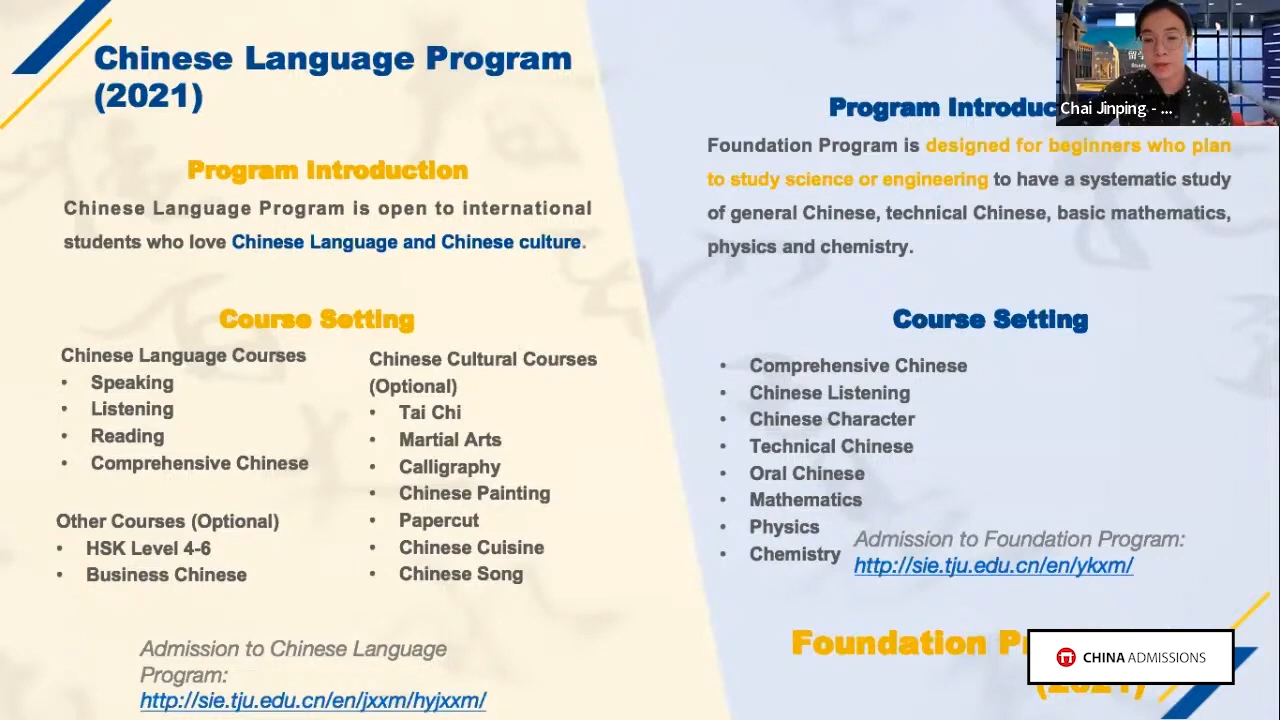 Chinese Language Program
(2021)
Program Introduction
Chinese Language Program is open to international
students who love Chinese Language and Chinese culture.
Course Setting
Chinese Language Courses
• Speaking
• Listening
• Reading
• Comprehensive Chinese
Other Courses (Optional)
• HSK Level 4-6
• Business Chinese
Chinese Cultural Courses
(Optional)
• Tai Chi
• Martial Arts
• Calligraphy
• Chinese Painting
• Papercut
• Chinese Cuisine
• Chinese Song
Admission to Chinese Language
Program:
http://sie.tju.edu.cn/en/jxxm/hyjxxm/
Chai Jinping - ...
Program Introduc
Foundation Program is designed for beginners who plan
to study science or engineering to have a systematic study
of general Chinese, technical Chinese, basic mathematics,
physics and chemistry.
Course Setting
• Comprehensive Chinese
• Chinese Listening
• Chinese Character
• Technical Chinese
• Oral Chinese
• Mathematics
• Physics
• Chemistry
Admission to Foundation Program:
http://sie.tju.edu.cn/en/ykxm/
Foundation P
(2021)
CHINA ADMISSIONS